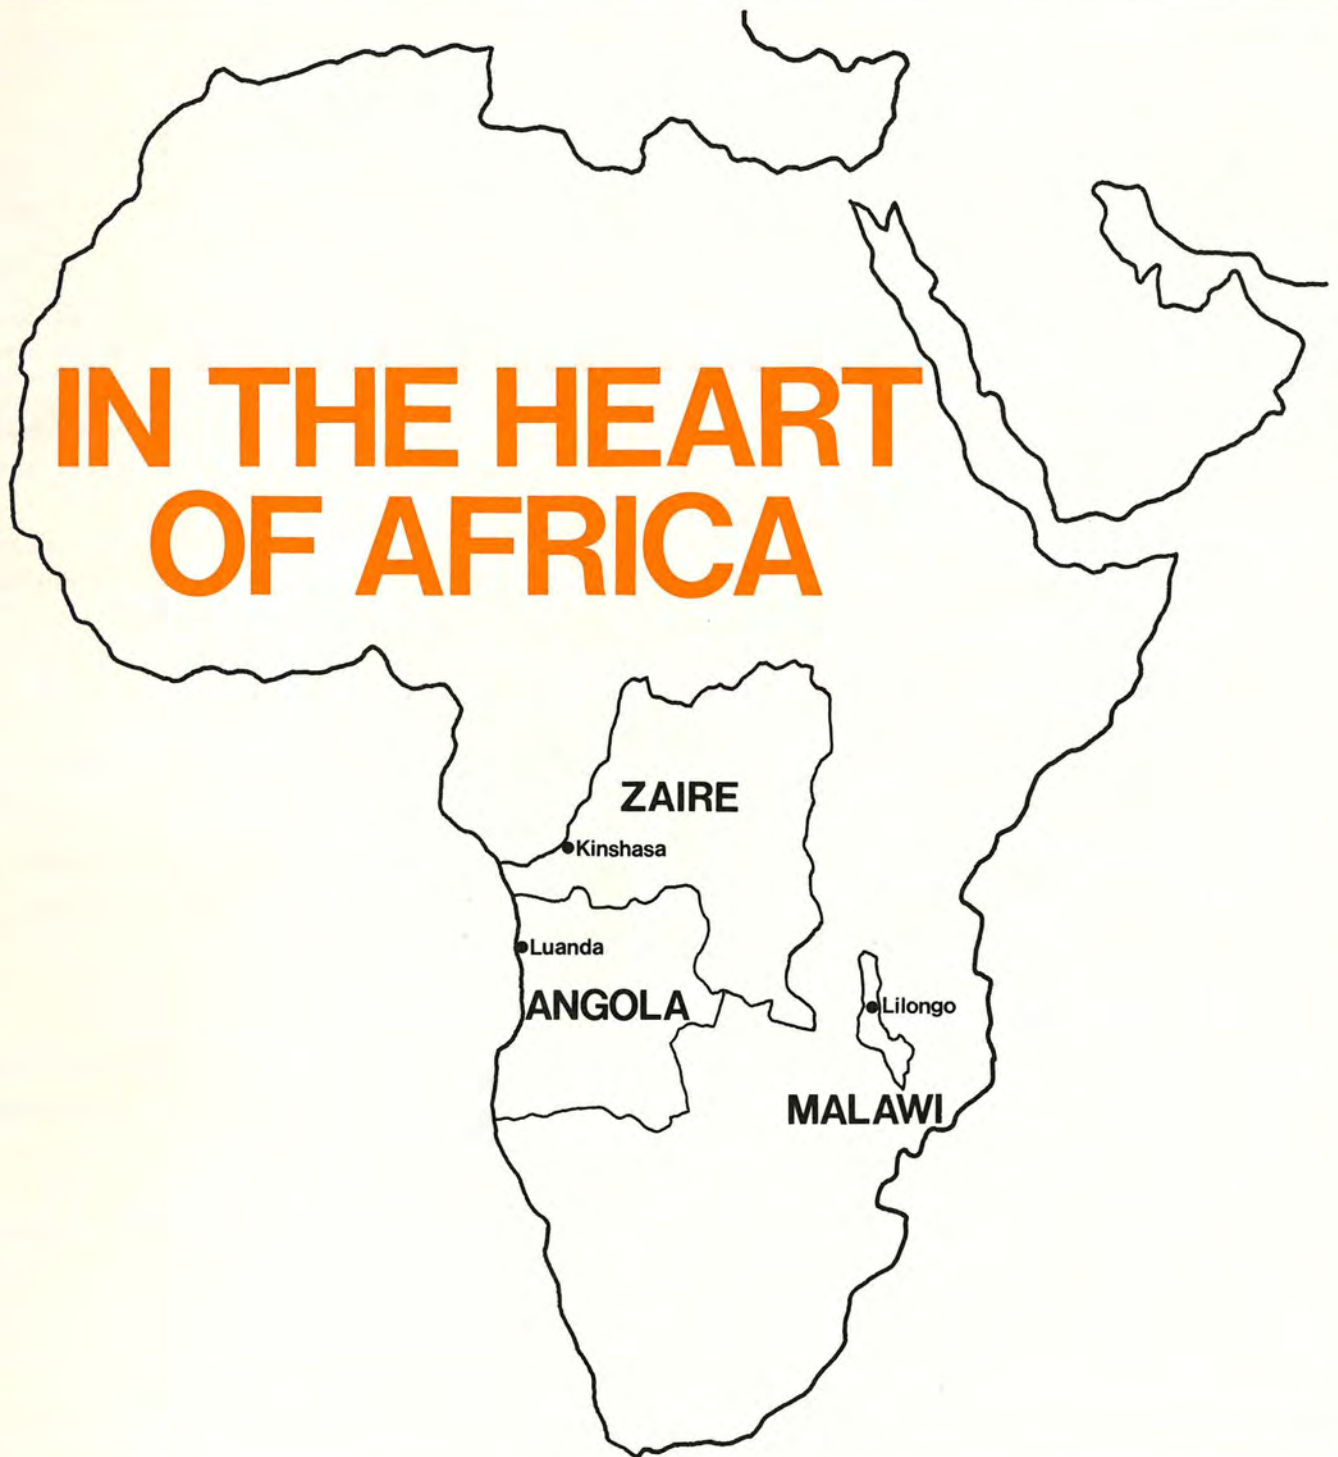 IN THE HEART
OF AFRICA
ZAIRE
Kinshasa
Luanda
ANGOLA
Lilongo
MALAWI